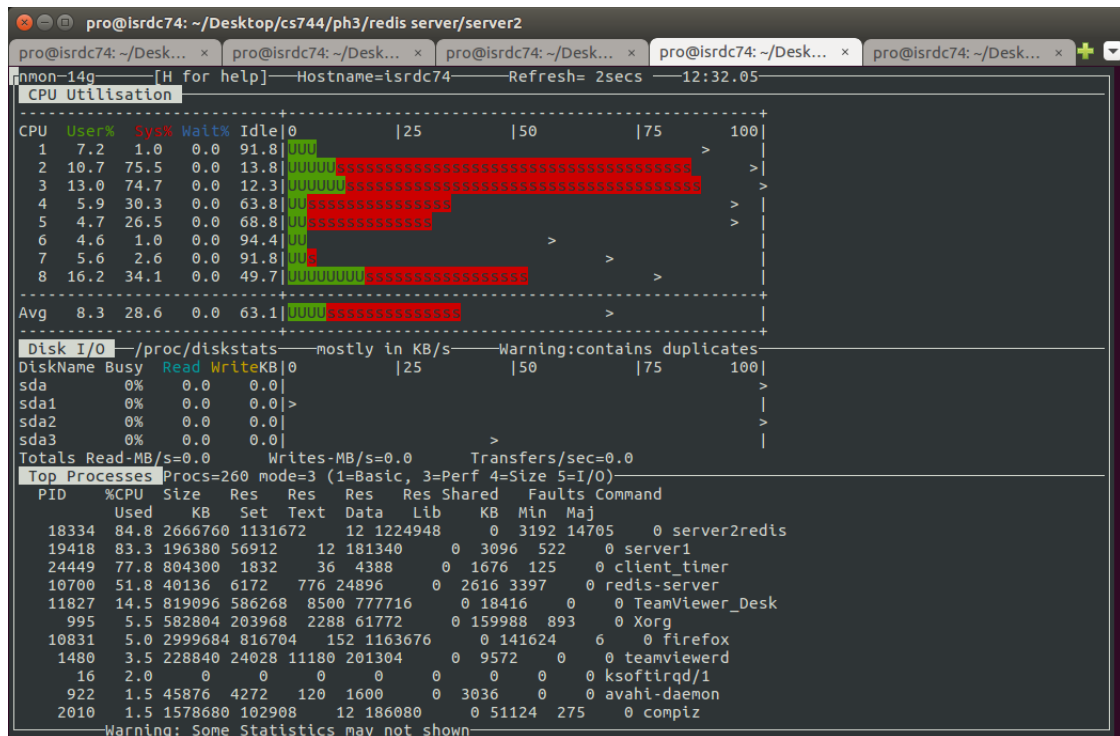 pro@isrdc74: ~/Desktop/cs744/ph3/redis server/server2
pro@isrdc74: ~/Desk... × pro@isrdc74: ~/Desk... × pro@isrdc74: ~/Desk... × pro@isrdc74: ~/Desk... × pro@isrdc74: ~/Desk... ×
nmon─14g──────[H for help]───Hostname=isrdc74──────Refresh= 2secs ───12:32.05
CPU Utilisation
---------------------------+-------------------------------------------------+
CPU User% Sys% Wait% Idle|0 |25 |50 |75 100|
1 7.2 1.0 0.0 91.8|UUU > |
2 10.7 75.5 0.0 13.8|UUUUUsssssssssssssssssssssssssssssssssssss >|
3 13.0 74.7 0.0 12.3|UUUUUUsssssssssssssssssssssssssssssssssssss >
4 5.9 30.3 0.0 63.8|UUsssssssssssssss > |
5 4.7 26.5 0.0 68.8|UUsssssssssssss > |
6 4.6 1.0 0.0 94.4|UU > |
7 5.6 2.6 0.0 91.8|UUs > |
8 16.2 34.1 0.0 49.7|UUUUUUUUsssssssssssssssss > |
---------------------------+-------------------------------------------------+
Avg 8.3 28.6 0.0 63.1|UUUUssssssssssssss > |
---------------------------+-------------------------------------------------+
Disk I/O ──/proc/diskstats────mostly in KB/s─────Warning:contains duplicates
DiskName Busy Read WriteKB|0 |25 |50 |75 100|
sda 0% 0.0 0.0| >
sda1 0% 0.0 0.0|> |
sda2 0% 0.0 0.0| >
sda3 0% 0.0 0.0| > |
Totals Read-MB/s=0.0 Writes-MB/s=0.0 Transfers/sec=0.0
Top Processes Procs=260 mode=3 (1=Basic, 3=Perf 4=Size 5=I/O)
PID %CPU Size Res Res Res Res Shared Faults Command
Used KB Set Text Data Lib KB Min Maj
18334 84.8 2666760 1131672 12 1224948 0 3192 14705 0 server2redis
19418 83.3 196380 56912 12 181340 0 3096 522 0 server1
24449 77.8 804300 1832 36 4388 0 1676 125 0 client_timer
10700 51.8 40136 6172 776 24896 0 2616 3397 0 redis-server
11827 14.5 819096 586268 8500 777716 0 18416 0 0 TeamViewer_Desk
995 5.5 582804 203968 2288 61772 0 159988 893 0 Xorg
10831 5.0 2999684 816704 152 1163676 0 141624 6 0 firefox
1480 3.5 228840 24028 11180 201304 0 9572 0 0 teamviewerd
16 2.0 0 0 0 0 0 0 0 0 ksoftirqd/1
922 1.5 45876 4272 120 1600 0 3036 0 0 avahi-daemon
2010 1.5 1578680 102908 12 186080 0 51124 275 0 compiz
Warning: Some Statistics may not shown